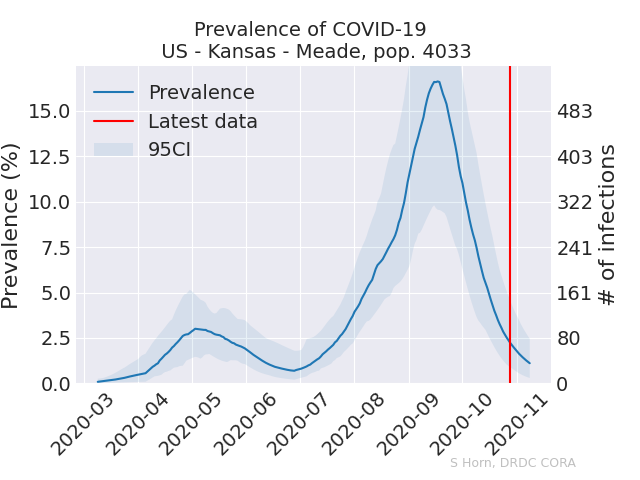 Prevalence of COVID-19
US - Kansas - Meade, pop. 4033
Prevalence
Latest data
95CI
Prevalence (%)
15.0
12.5
10.0
7.5
5.0
2.5
0.0
483
403
322
241
161
80
0
# of infections
2020-03
2020-04
2020-05
2020-06
2020-07
2020-08
2020-09
2020-10
2020-11
S Horn, DRDC CORA